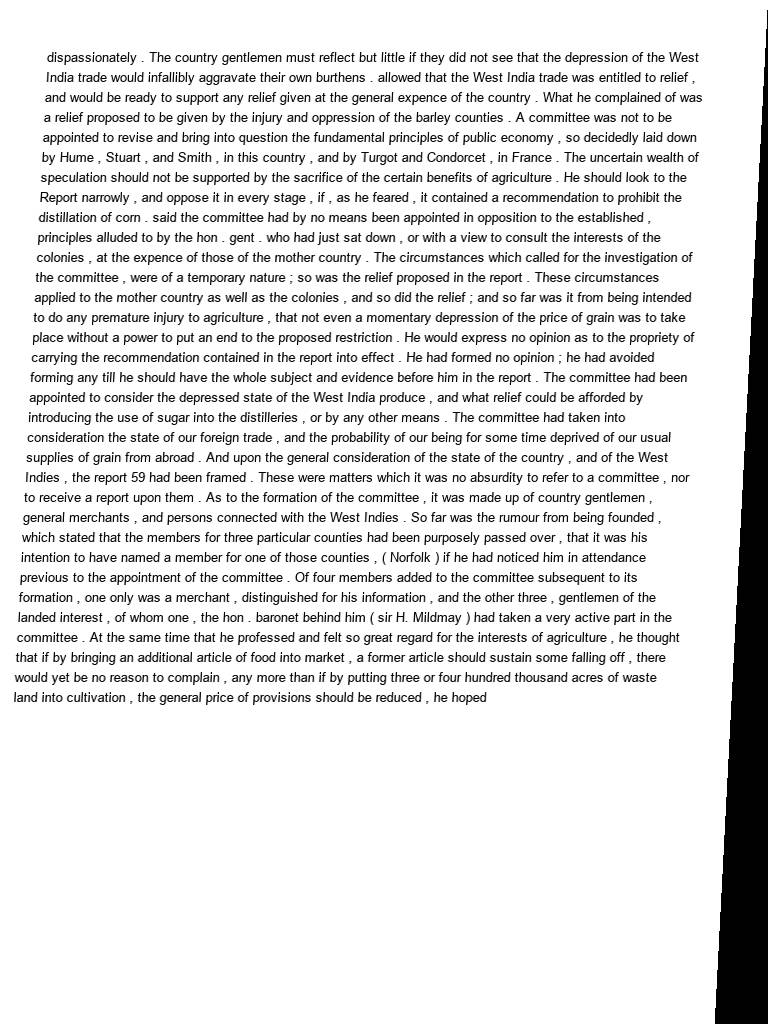 dispassionately . The country gentlemen must reflect but little if they did not see that the depression of the West
India trade would infallibly aggravate their own burthens . allowed that the West India trade was entitled to relief ,
and would be ready to support any relief given at the general expence of the country . What he complained of was
a relief proposed to be given by the injury and oppression of the barley counties . A committee was not to be
appointed to revise and bring into question the fundamental principles of public economy , so decidedly laid down
by Hume , Stuart , and Smith , in this country , and by Turgot and Condorcet , in France . The uncertain wealth of
speculation should not be supported by the sacrifice of the certain benefits of agriculture . He should look to the
Report narrowly , and oppose it in every stage , if , as he feared , it contained a recommendation to prohibit the
distillation of corn . said the committee had by no means been appointed in opposition to the established ,
principles alluded to by the hon . gent . who had just sat down , or with a view to consult the interests of the
colonies , at the expence of those of the mother country . The circumstances which called for the investigation of
the committee , were of a temporary nature ; so was the relief proposed in the report . These circumstances
applied to the mother country as well as the colonies , and so did the relief ; and so far was it from being intended
to do any premature injury to agriculture , that not even a momentary depression of the price of grain was to take
place without a power to put an end to the proposed restriction . He would express no opinion as to the propriety of
carrying the recommendation contained in the report into effect . He had formed no opinion ; he had avoided
forming any till he should have the whole subject and evidence before him in the report . The committee had been
appointed to consider the depressed state of the West India produce , and what relief could be afforded by
introducing the use of sugar into the distilleries , or by any other means . The committee had taken into
consideration the state of our foreign trade , and the probability of our being for some time deprived of our usual
supplies of grain from abroad . And upon the general consideration of the state of the country , and of the West
Indies , the report 59 had been framed . These were matters which it was no absurdity to refer to a committee , nor
to receive a report upon them . As to the formation of the committee , it was made up of country gentlemen ,
general merchants , and persons connected with the West Indies . So far was the rumour from being founded ,
which stated that the members for three particular counties had been purposely passed over , that it was his
intention to have named a member for one of those counties , ( Norfolk ) if he had noticed him in attendance
previous to the appointment of the committee . Of four members added to the committee subsequent to its
formation , one only was a merchant , distinguished for his information , and the other three , gentlemen of the
landed interest , of whom one , the hon . baronet behind him ( sir H. Mildmay ) had taken a very active part in the
committee . At the same time that he professed and felt so great regard for the interests of agriculture , he thought
that if by bringing an additional article of food into market , a former article should sustain some falling off , there
would yet be no reason to complain , any more than if by putting three or four hundred thousand acres of waste
land into cultivation , the general price of provisions should be reduced , he hoped